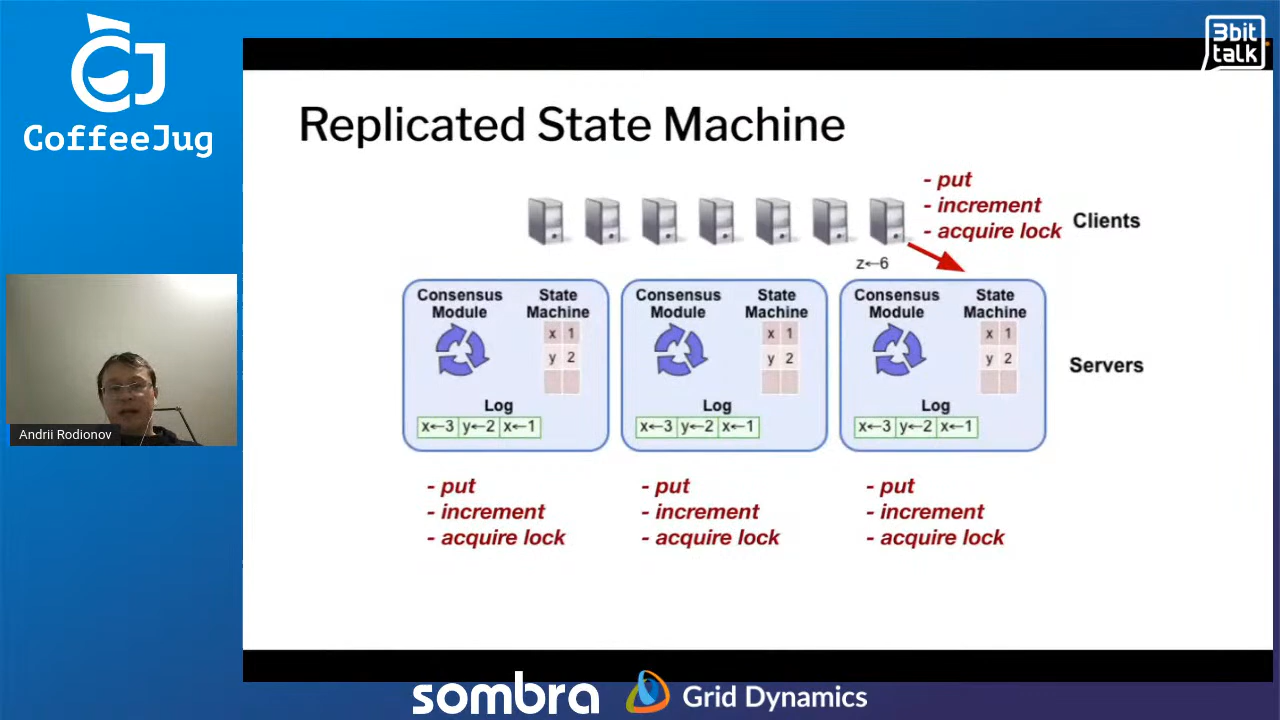 CJ
CoffeeJug
3bit
talk
Replicated State Machine
- put
- increment
- acquire lock
Clients
z←6
Consensus
Module
State
Machine
x 1
y 2
Log
x←3 y←2 x←1
Consensus
Module
State
Machine
x 1
y 2
Log
x←3 y←2 x←1
Consensus
Module
State
Machine
x 1
y 2
Log
x←3 y←2 x←1
Servers
- put
- increment
- acquire lock
- put
- increment
- acquire lock
- put
- increment
- acquire lock
Andrii Rodionov
sombra
Grid Dynamics